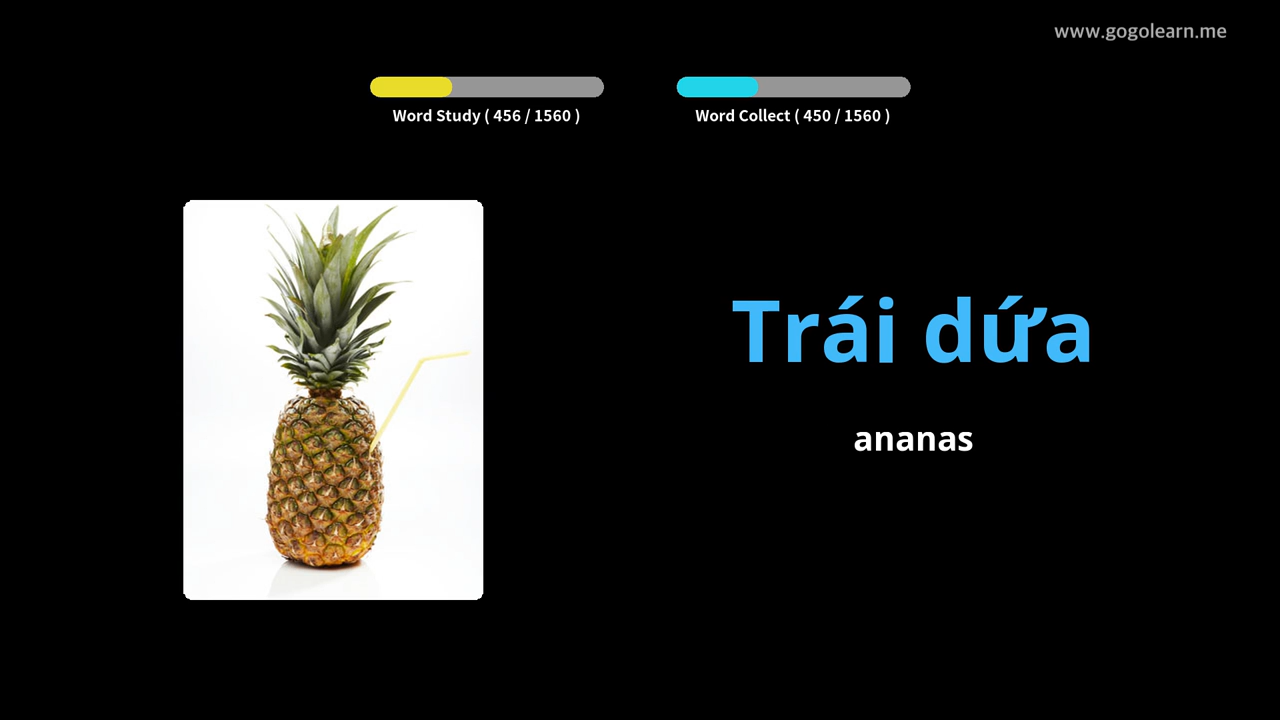 www.gogolearn.me
Word Study ( 456 / 1560 )
Word Collect ( 450 / 1560 )
Trái dứa
ananas